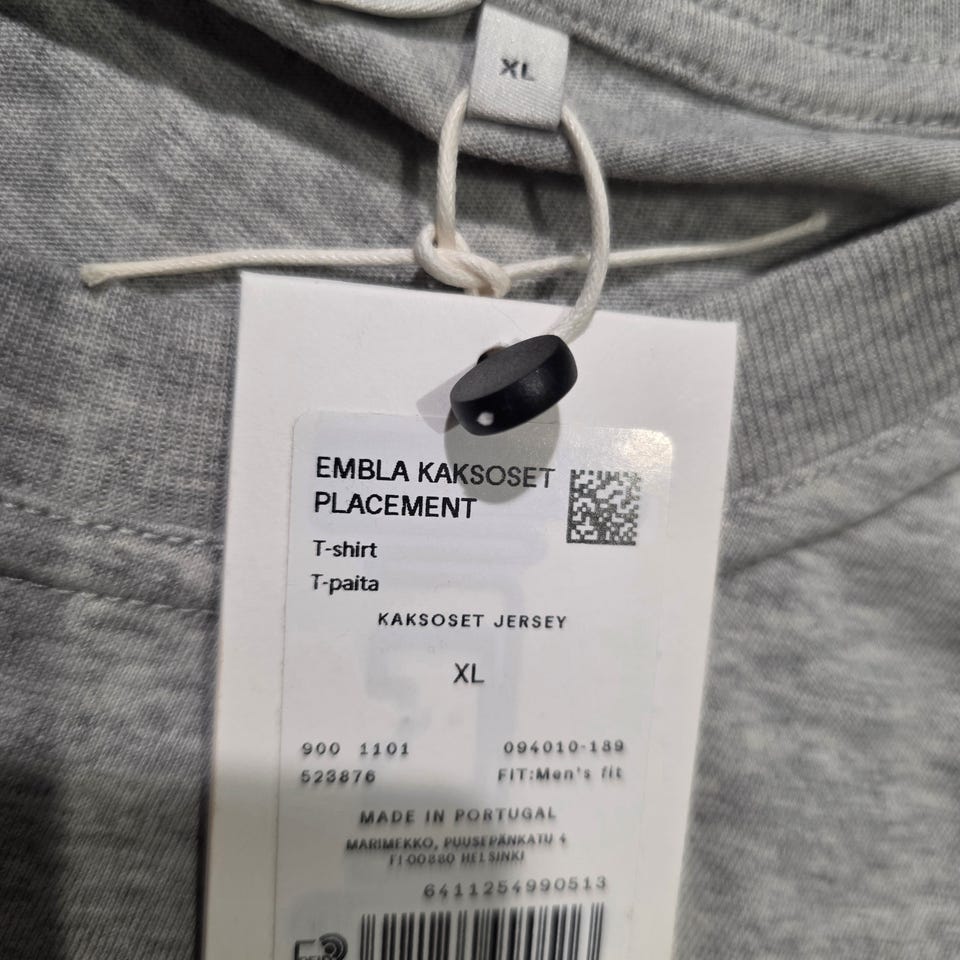 XL
EMBLA KAKSOSET
PLACEMENT
T-shirt
T-paita
KAKSOSET JERSEY
XL
900 1101 094010-189
523876 FIT:Men's fit
MADE IN PORTUGAL
MARIMEKKO, PUUSEPÄNKATU 4
FI 00880 HELSINKI
6411254990513